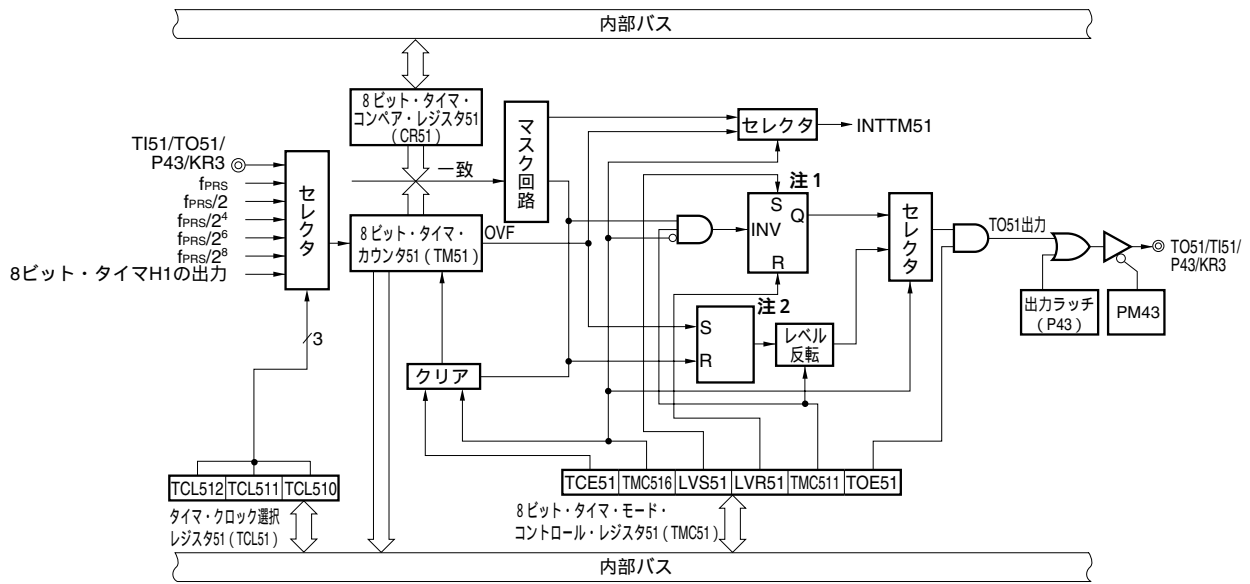 内部バス
8ビット・タイマ・
コンペア・レジスタ51
(CR51)
マスク回路
セレクタ
INTTM51
TI51/TO51/
P43/KR3
fPRS
fPRS/2
fPRS/2⁴
fPRS/2⁶
fPRS/2⁸
8ビット・タイマH1の出力
セレクタ
一致
8ビット・タイマ・
カウンタ51(TM51)
OVF
注1
S
Q
INV
R
セレクタ
TO51出力
TO51/TI51/
P43/KR3
出力ラッチ
(P43)
PM43
注2
S
R
レベル
反転
3
クリア
TCL512 TCL511 TCL510
タイマ・クロック選択
レジスタ51(TCL51)
TCE51 TMC516 LVS51 LVR51 TMC511 TOE51
8ビット・タイマ・モード・
コントロール・レジスタ51(TMC51)
内部バス